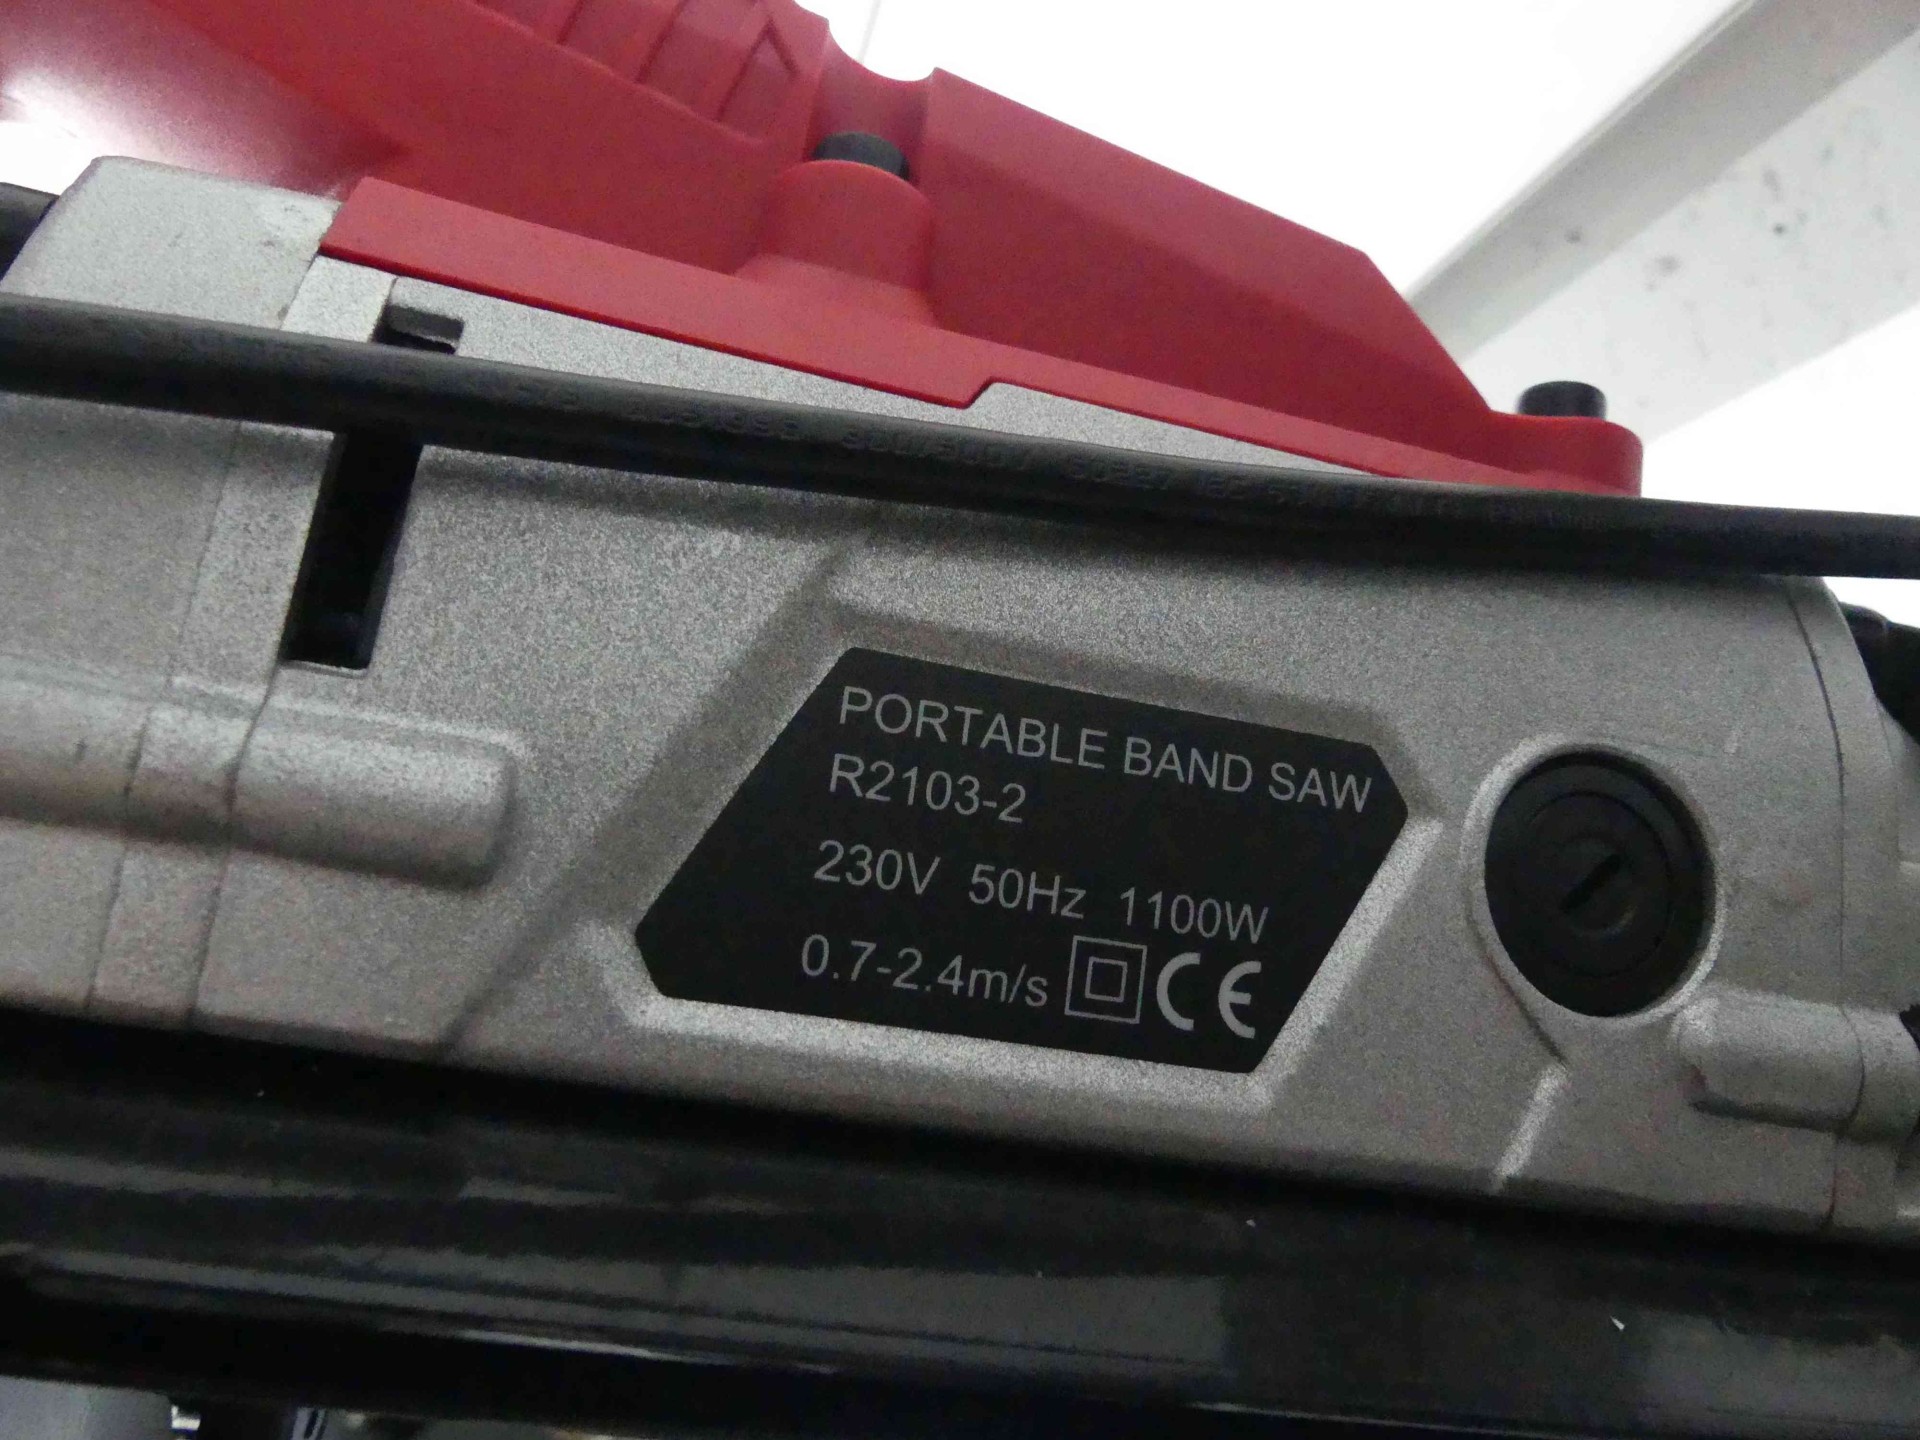 PORTABLE BAND SAW
R2103-2
230V 50Hz 1100W
0.7-2.4m/s CE